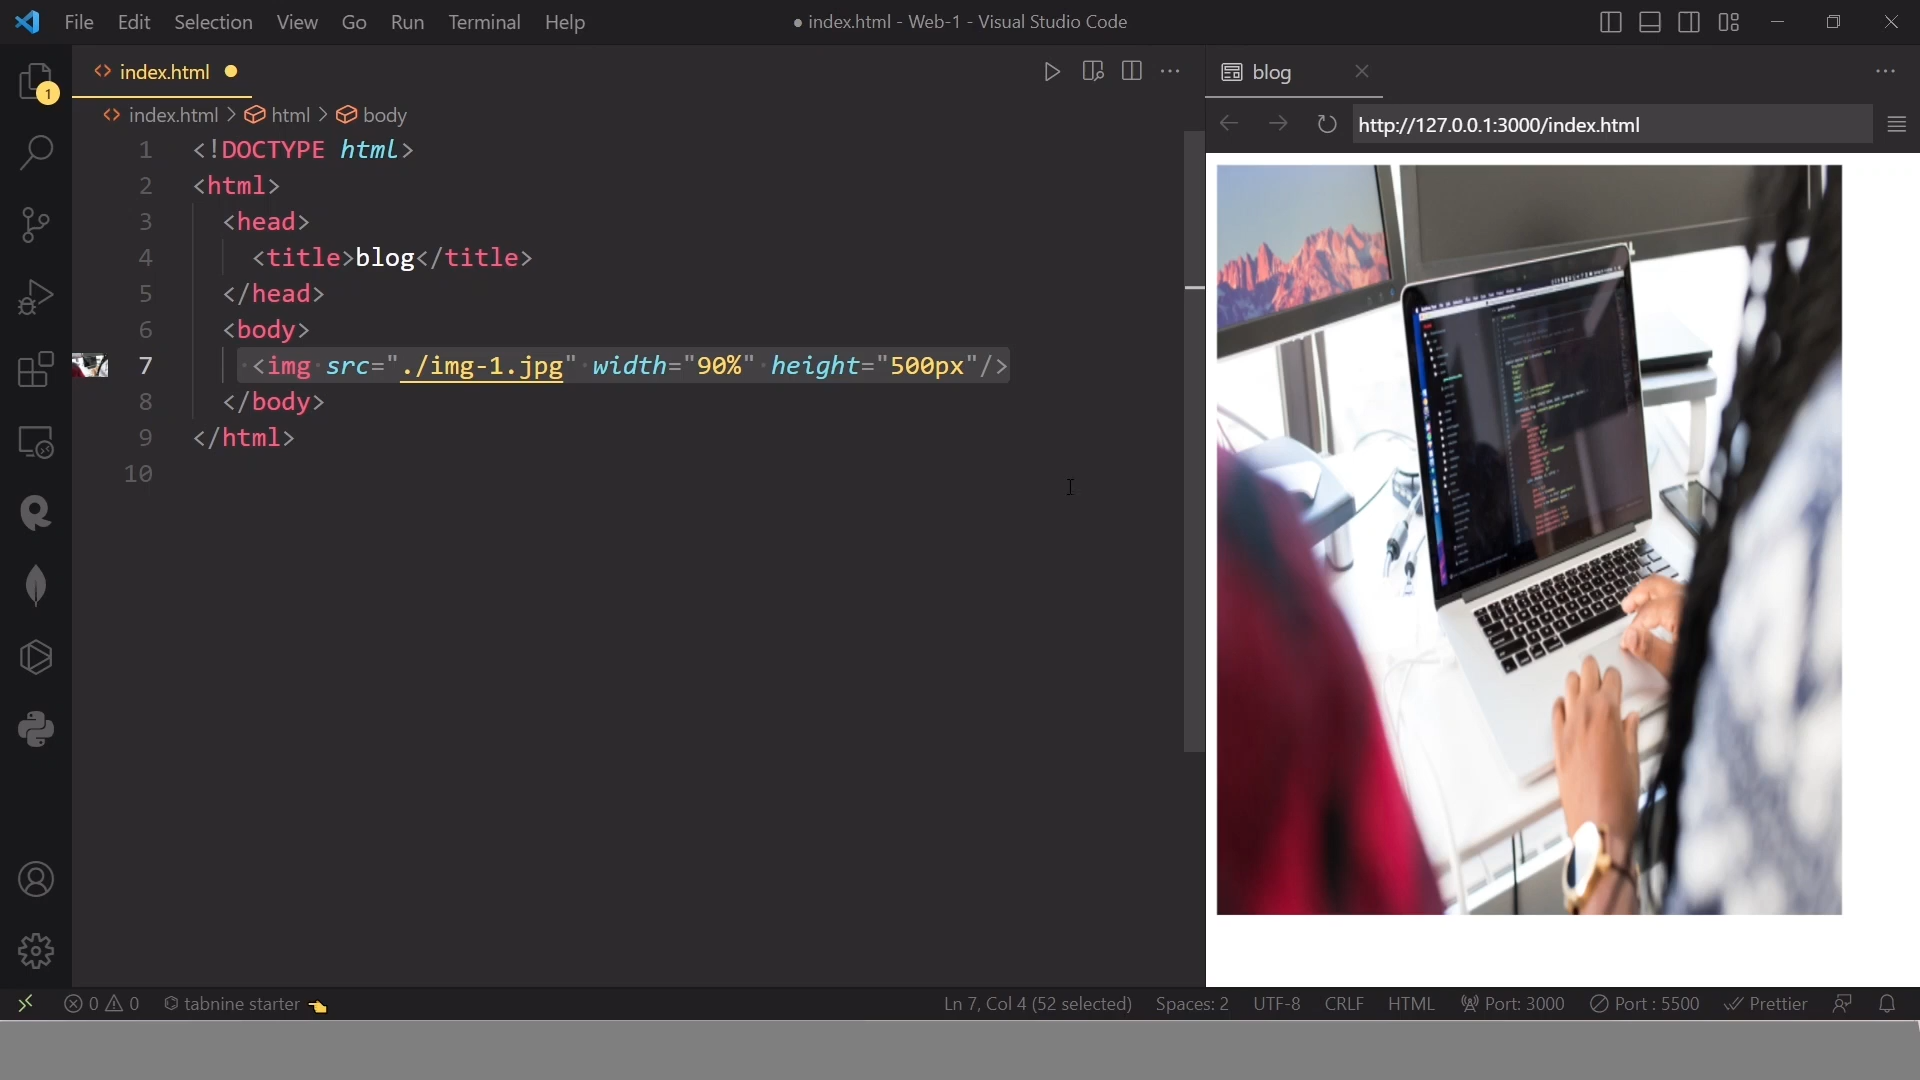 File Edit Selection View Go Run Terminal Help
● index.html - Web-1 - Visual Studio Code
<> index.html ●
blog
1
<> index.html > html > body
http://127.0.0.1:3000/index.html
1 <!DOCTYPE html>
2 <html>
3 <head>
4 <title>blog</title>
5 </head>
6 <body>
7 <img src="./img-1.jpg" width="90%" height="500px"/>
8 </body>
9 </html>
10
0 0 tabnine starter
Ln 7, Col 4 (52 selected) Spaces: 2 UTF-8 CRLF HTML Port: 3000 Port : 5500 Prettier